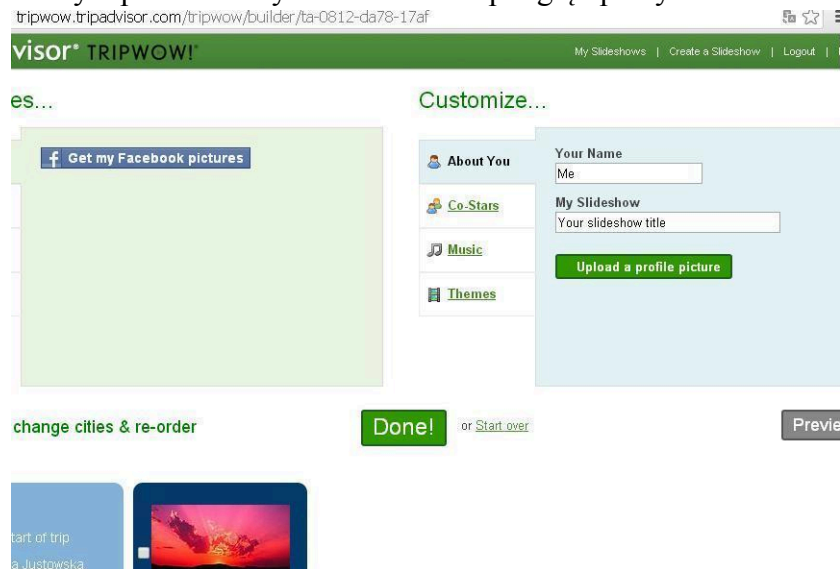 tripwow.tripadvisor.com/tripwow/builder/ta-0812-da78-17af
visor® TRIPWOW!
My Slideshows | Create a Slideshow | Logout |
es...
Customize...
Get my Facebook pictures
About You
Co-Stars
Music
Themes
Your Name
Me
My Slideshow
Your slideshow title
Upload a profile picture
change cities & re-order
Done!
or Start over
Previe
tart of trip
a Justowska